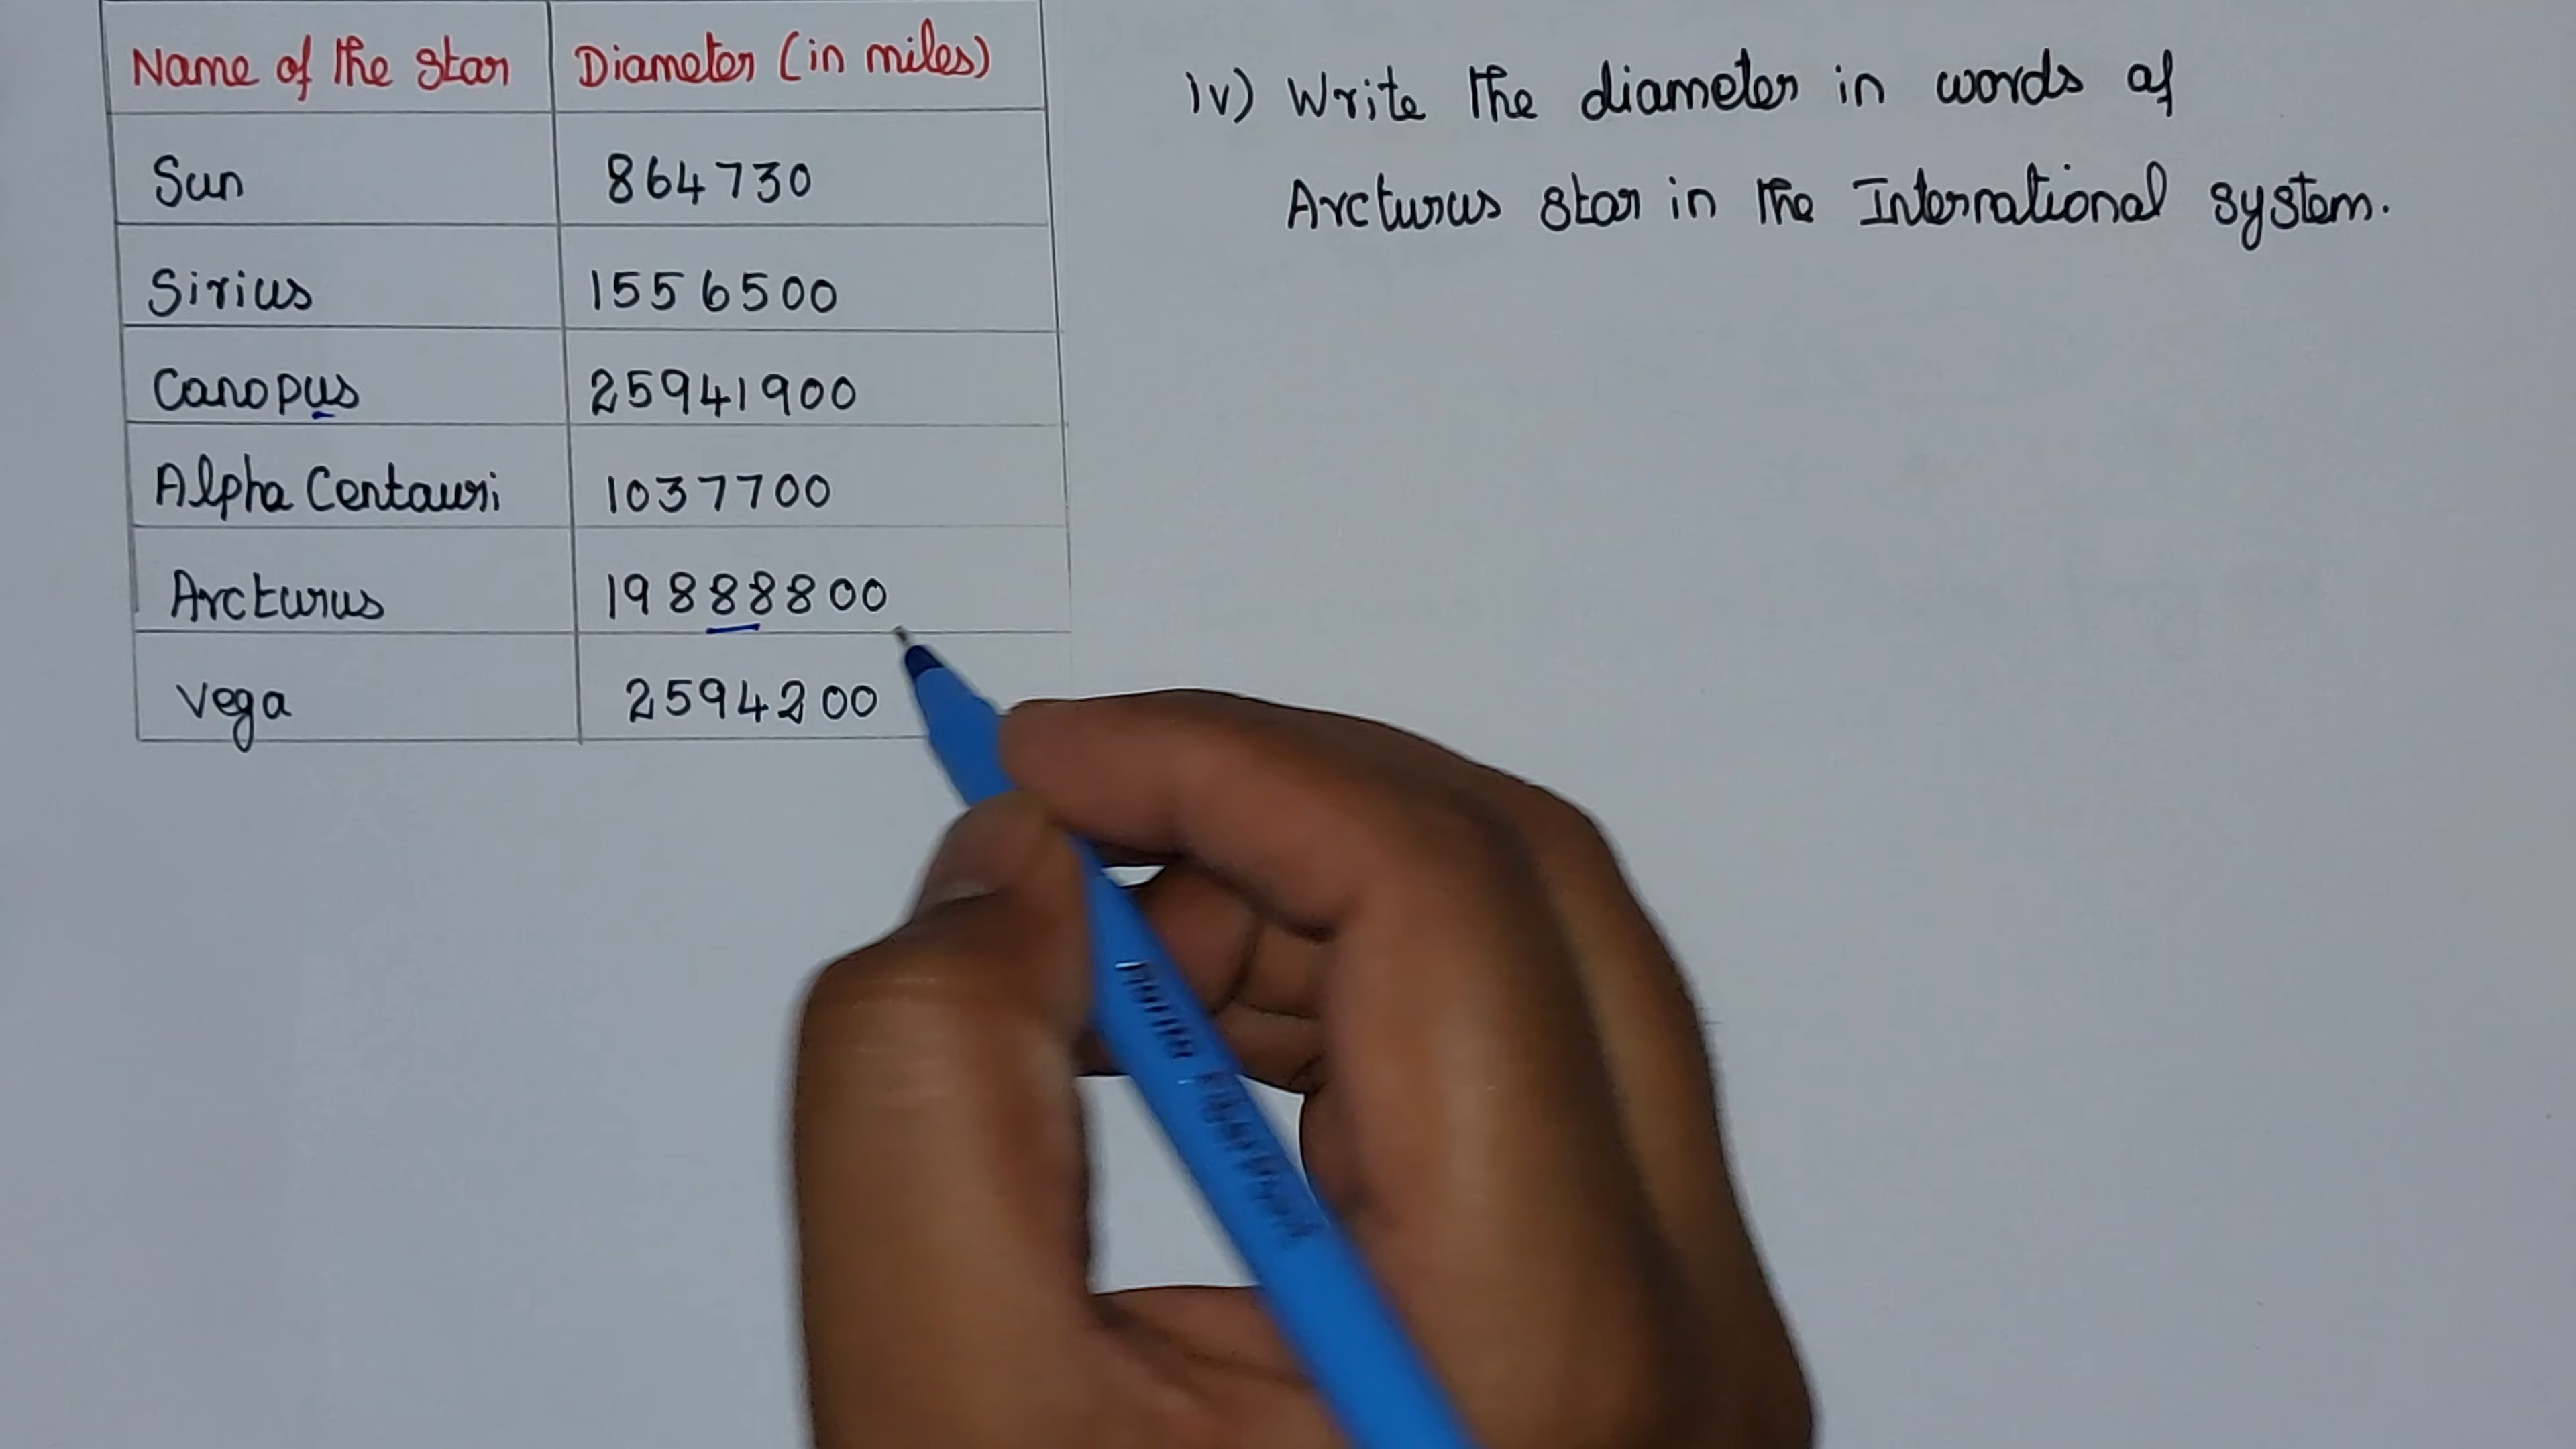 Name of the star Diameter (in miles)
Sun 864730
Sirius 1556500
Canopus 25941900
Alpha Centauri 1037700
Arcturus 19888800
Vega 2594200
iv) Write the diameter in words of
Arcturus star in the International system.